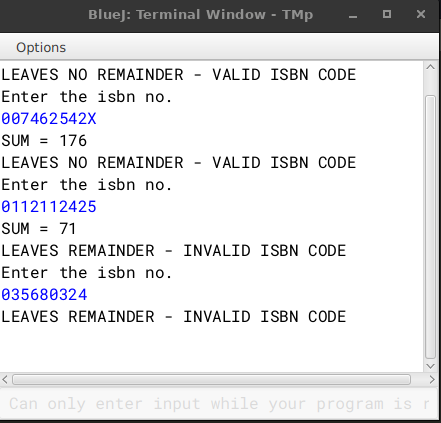 BlueJ: Terminal Window - TMp
Options
LEAVES NO REMAINDER - VALID ISBN CODE
Enter the isbn no.
007462542X
SUM = 176
LEAVES NO REMAINDER - VALID ISBN CODE
Enter the isbn no.
0112112425
SUM = 71
LEAVES REMAINDER - INVALID ISBN CODE
Enter the isbn no.
035680324
LEAVES REMAINDER - INVALID ISBN CODE
Can only enter input while your program is r